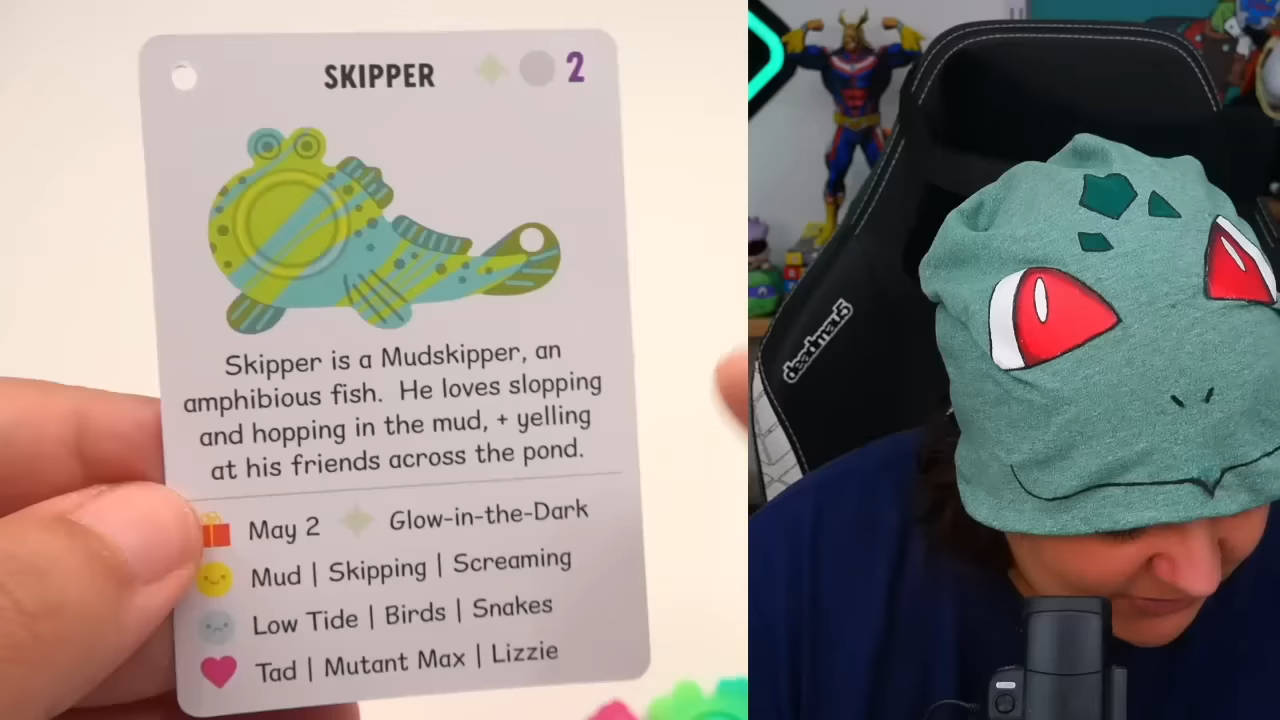 SKIPPER
2
Skipper is a Mudskipper, an
amphibious fish. He loves slopping
and hopping in the mud, + yelling
at his friends across the pond.
May 2 Glow-in-the-Dark
Mud | Skipping | Screaming
Low Tide | Birds | Snakes
Tad | Mutant Max | Lizzie
deadmau5